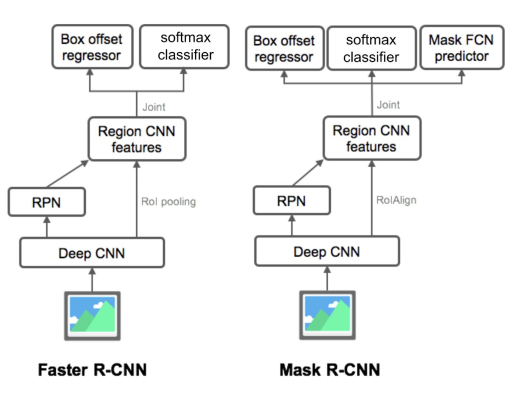 Box offset
regressor
softmax
classifier
Joint
Region CNN
features
RPN
RoI pooling
Deep CNN
Faster R-CNN
Box offset
regressor
softmax
classifier
Mask FCN
predictor
Joint
Region CNN
features
RPN
RoIAlign
Deep CNN
Mask R-CNN